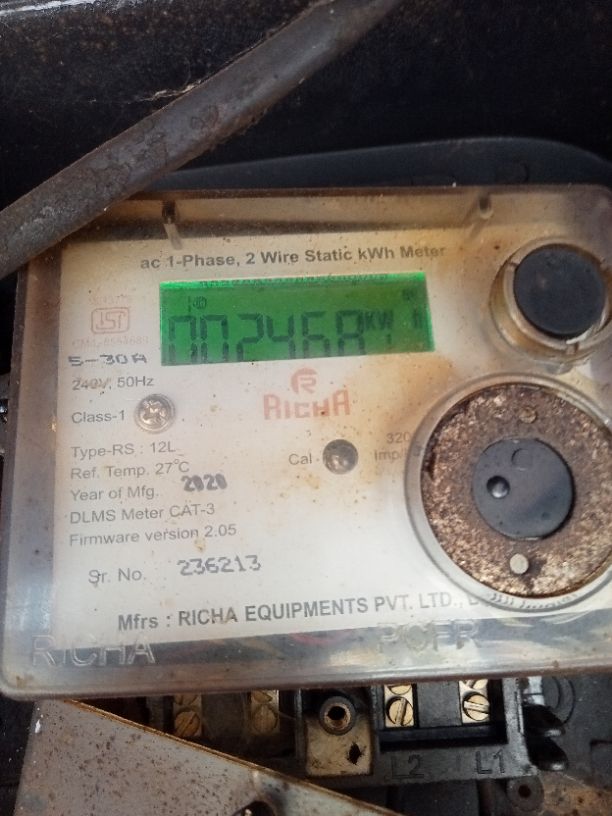 ac 1-Phase, 2 Wire Static kWh Meter
002468 KW h
5-30A
240V, 50Hz
RICHA
Class-1
Type-RS : 12L
Cal
320
Imp/
Ref. Temp. 27°C
Year of Mfg. 2020
DLMS Meter CAT-3
Firmware version 2.05
Sr. No. 236213
Mfrs : RICHA EQUIPMENTS PVT. LTD.,
RICHA
L2 L1